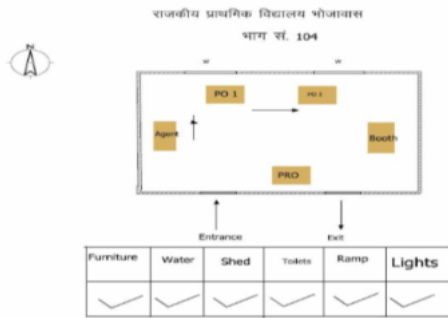 राजकीय प्राथमिक विद्यालय भोजावास
भाग सं. 104
N
W W
PO 1 PO 2
Agent Booth
PRO
Entrance Exit
Furniture Water Shed Toilets Ramp Lights